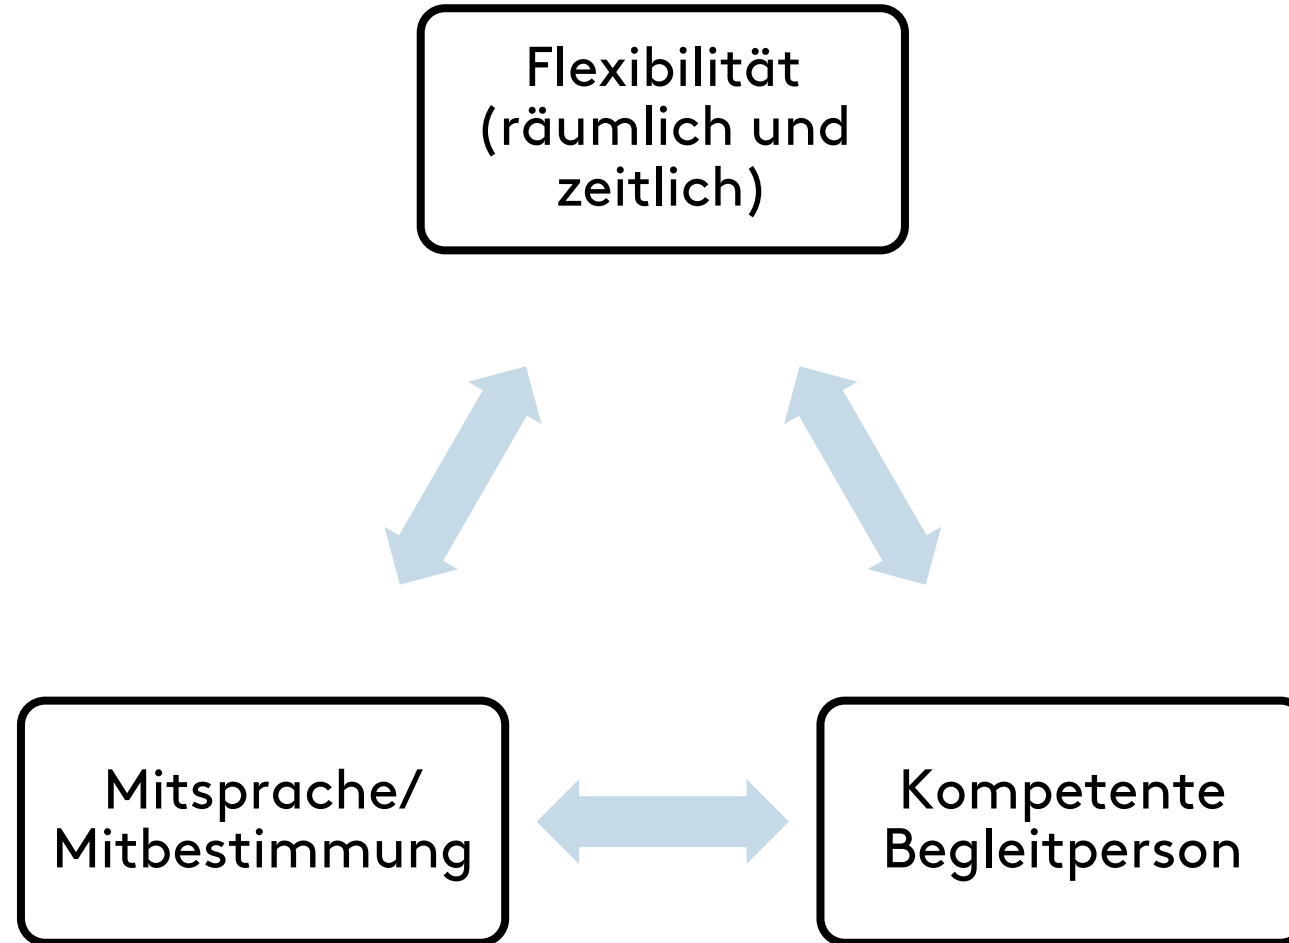 Flexibilität
(räumlich und
zeitlich)
Mitsprache/
Mitbestimmung
Kompetente
Begleitperson